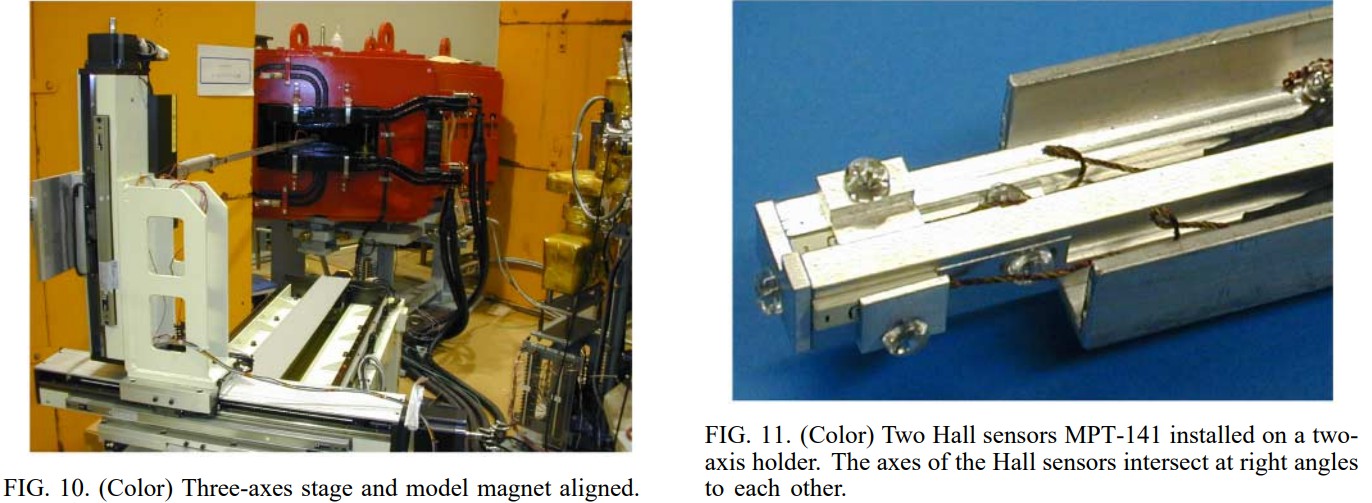 FIG. 10. (Color) Three-axes stage and model magnet aligned.
FIG. 11. (Color) Two Hall sensors MPT-141 installed on a two-
axis holder. The axes of the Hall sensors intersect at right angles
to each other.